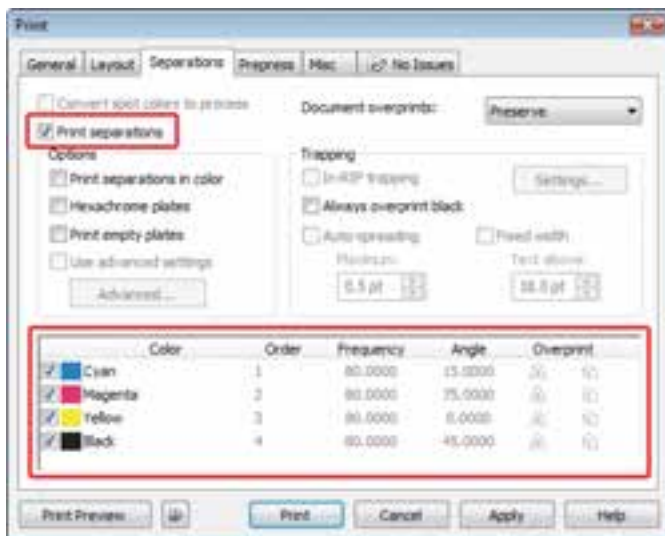 Print
General Layout Separations Prepress Misc No Issues
Convert spot colors to process Document overprints: Preserve
Print separations
Options Trapping
Print separations in color In-RIP trapping Settings...
Hexachrome plates Always overprint black
Print empty plates Auto-spreading Fixed width
Use advanced settings Maximum: Text above:
Advanced... 0.5 pt 18.0 pt
Color Order Frequency Angle Overprint
Cyan 1 80.0000 15.0000
Magenta 2 80.0000 75.0000
Yellow 3 80.0000 0.0000
Black 4 80.0000 45.0000
Print Preview Print Cancel Apply Help